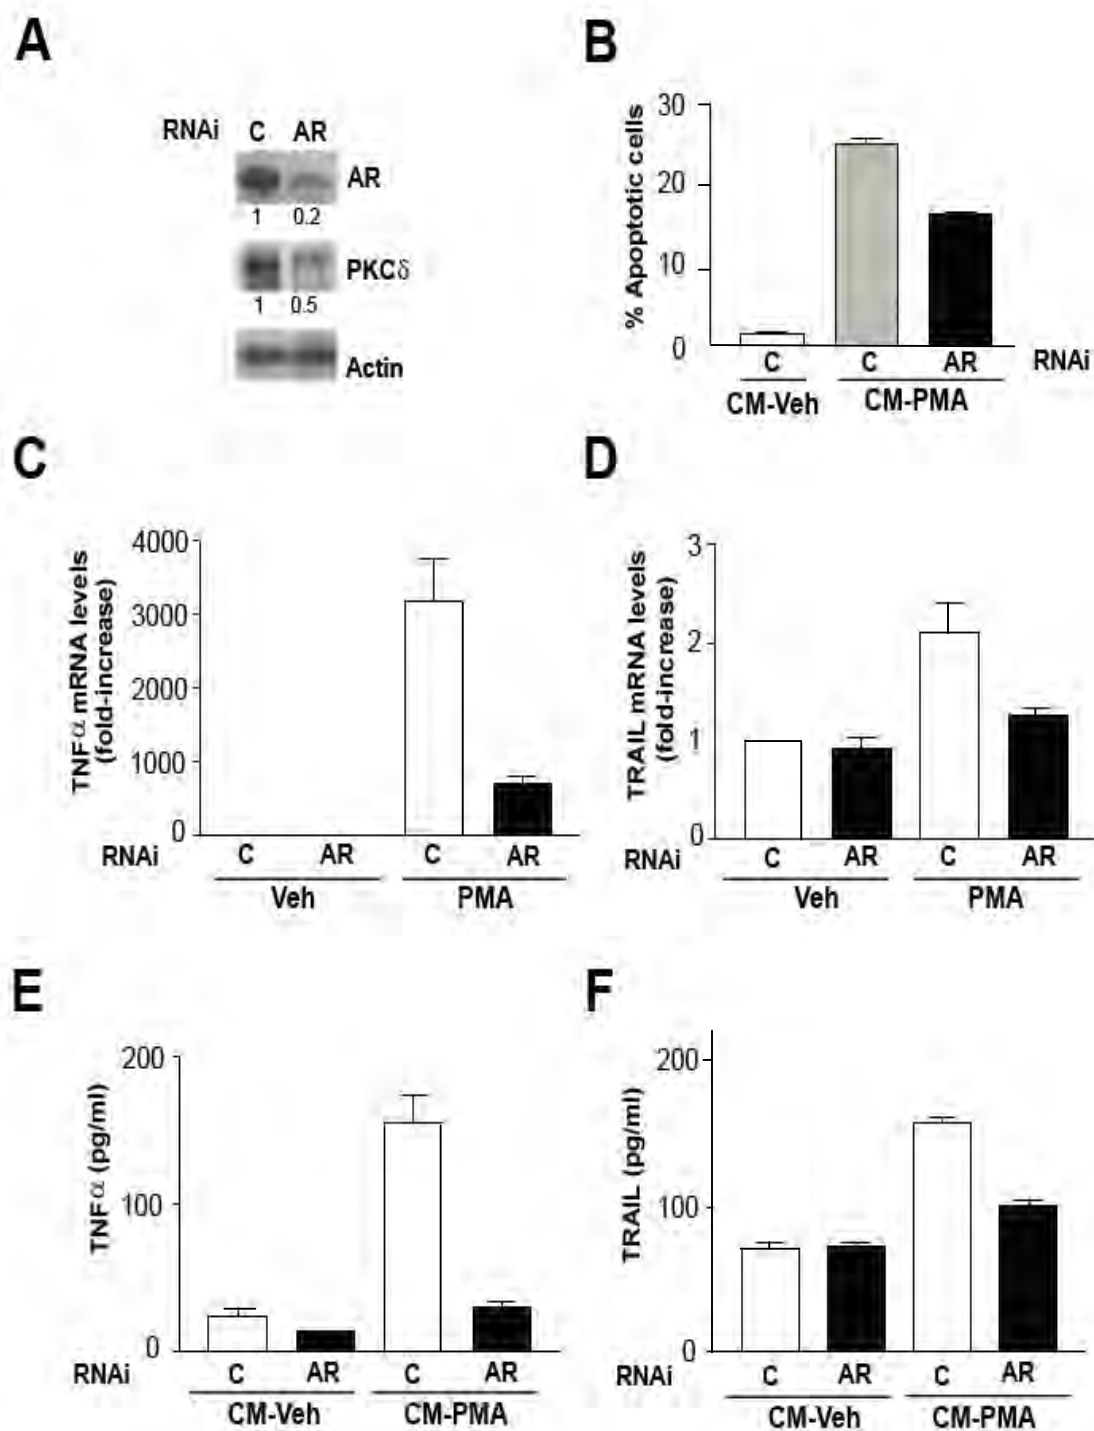 A
RNAi C AR
AR
1 0.2
PKCδ
1 0.5
Actin
B
% Apoptotic cells
30
20
10
0
C C AR RNAi
CM-Veh CM-PMA
C
TNFα mRNA levels
(fold-increase)
4000
3000
2000
1000
0
RNAi C AR C AR
Veh PMA
D
TRAIL mRNA levels
(fold-increase)
3
2
1
0
RNAi C AR C AR
Veh PMA
E
TNFα (pg/ml)
200
100
0
RNAi C AR C AR
CM-Veh CM-PMA
F
TRAIL (pg/ml)
200
100
0
RNAi C AR C AR
CM-Veh CM-PMA